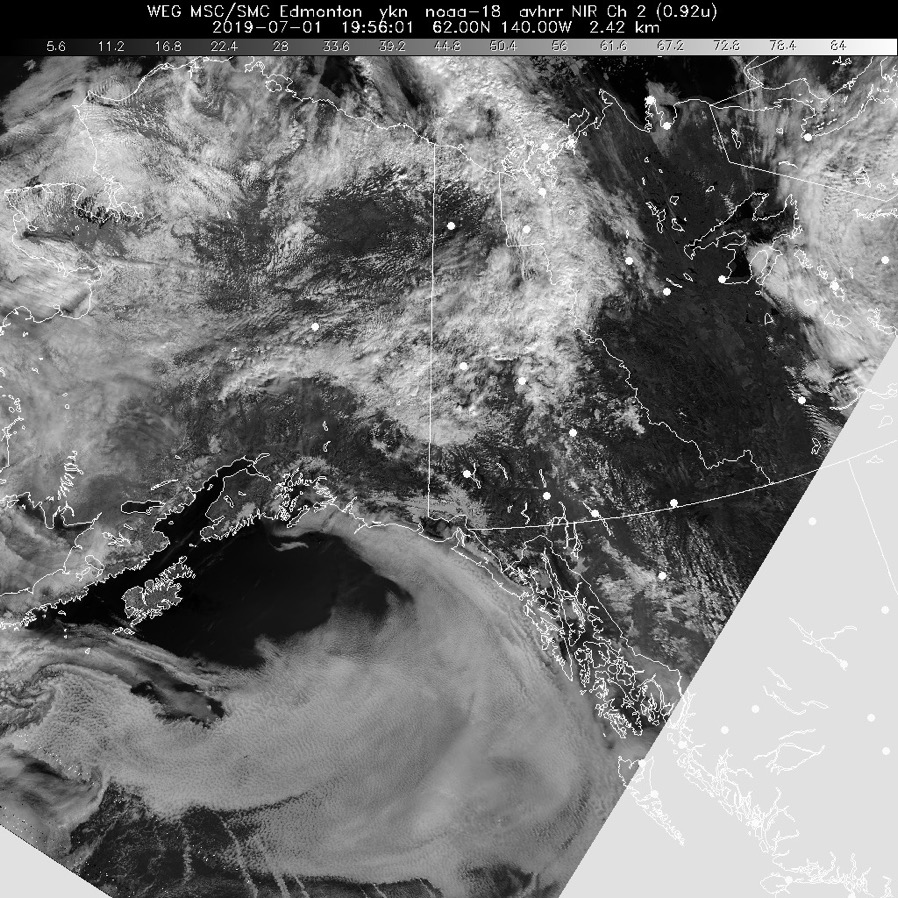 WEG MSC/SMC Edmonton ykn noaa-18 avhrr NIR Ch 2 (0.92u)
2019-07-01 19:56:01 62.00N 140.00W 2.42 km
5.6 11.2 16.8 22.4 28 33.6 39.2 44.8 50.4 56 61.6 67.2 72.8 78.4 84